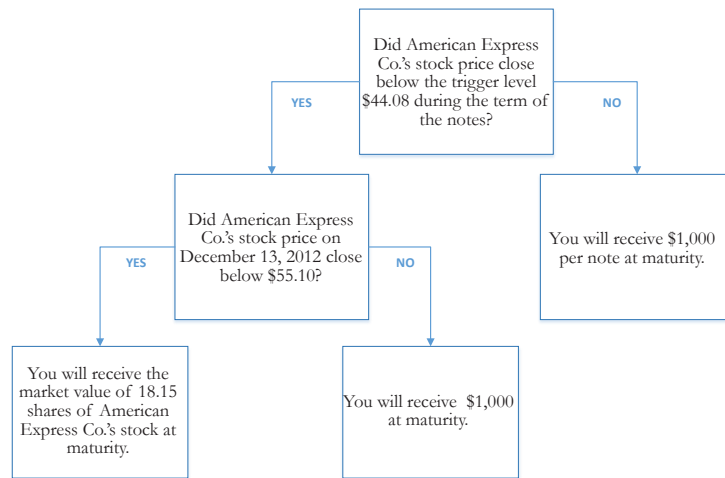 Did American Express
Co.'s stock price close
below the trigger level
$44.08 during the term of
the notes?
YES
NO
Did American Express
Co.'s stock price on
December 13, 2012 close
below $55.10?
You will receive $1,000
per note at maturity.
YES
NO
You will receive the
market value of 18.15
shares of American
Express Co.'s stock at
maturity.
You will receive $1,000
at maturity.